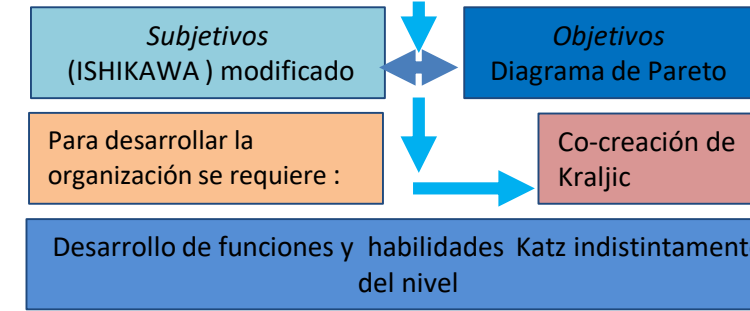 Subjetivos
(ISHIKAWA ) modificado
Objetivos
Diagrama de Pareto
Para desarrollar la
organización se requiere :
Co-creación de
Kraljic
Desarrollo de funciones y habilidades Katz indistintament
del nivel